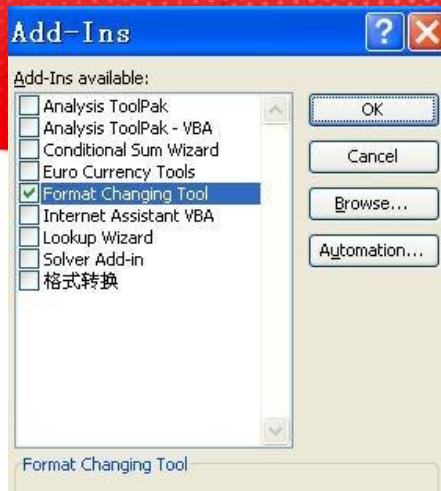 Add-Ins
Add-Ins available:
Analysis ToolPak
Analysis ToolPak - VBA
Conditional Sum Wizard
Euro Currency Tools
Format Changing Tool
Internet Assistant VBA
Lookup Wizard
Solver Add-in
格式转换
OK
Cancel
Browse...
Automation...
Format Changing Tool